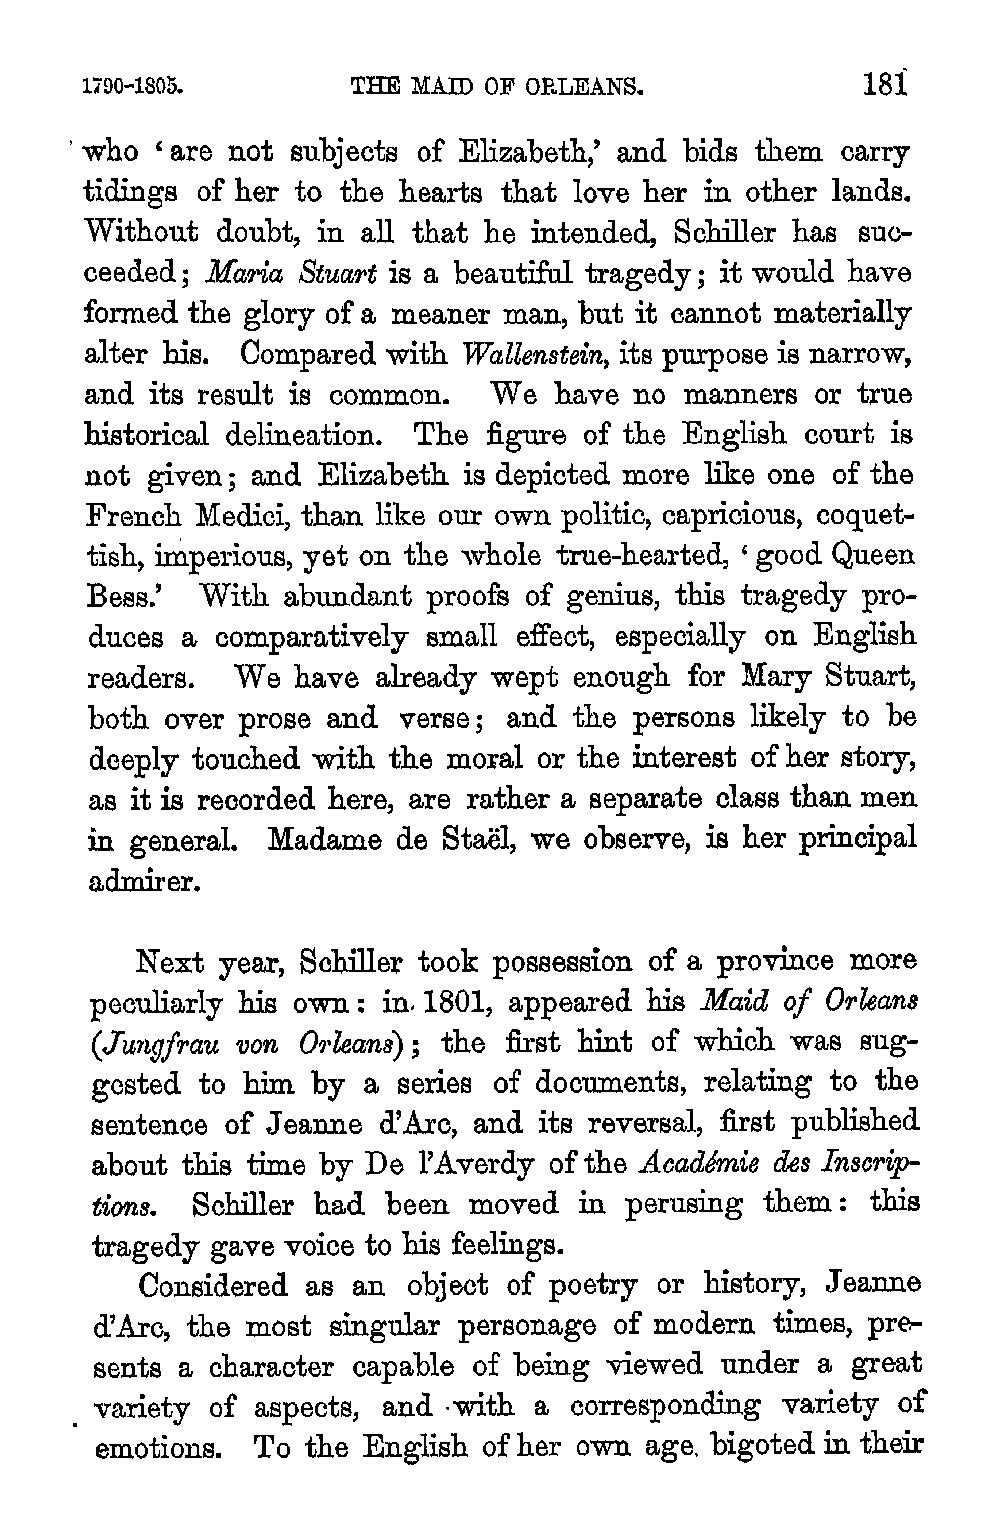 1790-1805. THE MAID OF ORLEANS. 181
who ‘are not subjects of Elizabeth,’ and bids them carry
tidings of her to the hearts that love her in other lands.
Without doubt, in all that he intended, Schiller has suc-
ceeded; Maria Stuart is a beautiful tragedy; it would have
formed the glory of a meaner man, but it cannot materially
alter his. Compared with Wallenstein, its purpose is narrow,
and its result is common. We have no manners or true
historical delineation. The figure of the English court is
not given; and Elizabeth is depicted more like one of the
French Medici, than like our own politic, capricious, coquet-
tish, imperious, yet on the whole true-hearted, ‘good Queen
Bess.’ With abundant proofs of genius, this tragedy pro-
duces a comparatively small effect, especially on English
readers. We have already wept enough for Mary Stuart,
both over prose and verse; and the persons likely to be
deeply touched with the moral or the interest of her story,
as it is recorded here, are rather a separate class than men
in general. Madame de Staël, we observe, is her principal
admirer.
Next year, Schiller took possession of a province more
peculiarly his own: in 1801, appeared his Maid of Orleans
(Jungfrau von Orleans); the first hint of which was sug-
gested to him by a series of documents, relating to the
sentence of Jeanne d’Arc, and its reversal, first published
about this time by De l’Averdy of the Académie des Inscrip-
tions. Schiller had been moved in perusing them: this
tragedy gave voice to his feelings.
Considered as an object of poetry or history, Jeanne
d’Arc, the most singular personage of modern times, pre-
sents a character capable of being viewed under a great
variety of aspects, and with a corresponding variety of
emotions. To the English of her own age, bigoted in their